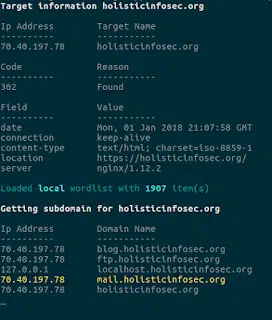 Target information holisticinfosec.org
Ip Address Target Name
---------- -----------
70.40.197.78 holisticinfosec.org
Code Reason
---------- -----------
302 Found
Field Value
---------- -----------
date Mon, 01 Jan 2018 21:07:58 GMT
connection keep-alive
content-type text/html; charset=iso-8859-1
location https://holisticinfosec.org/
server nginx/1.12.2
Loaded local wordlist with 1907 item(s)
Getting subdomain for holisticinfosec.org
Ip Address Domain Name
---------- -----------
70.40.197.78 blog.holisticinfosec.org
70.40.197.78 ftp.holisticinfosec.org
127.0.0.1 localhost.holisticinfosec.org
70.40.197.78 mail.holisticinfosec.org
70.40.197.78 holisticinfosec.org